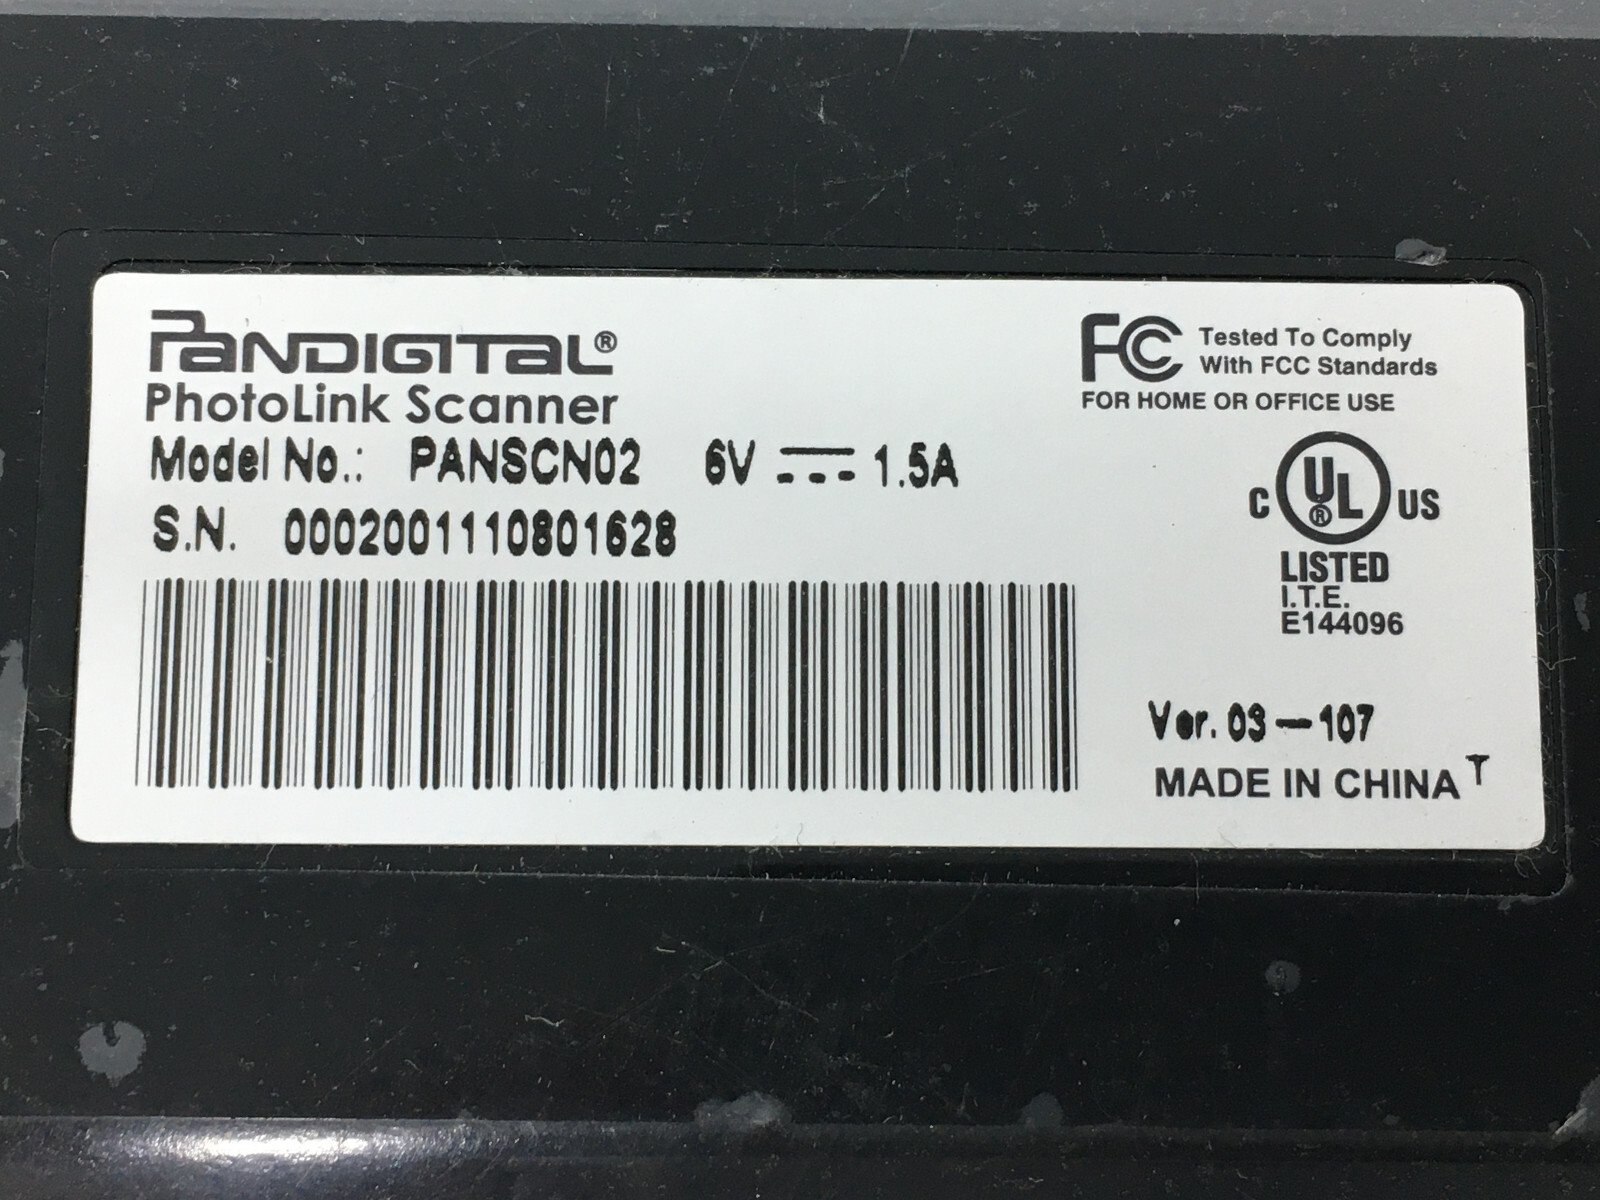 PANDIGITAL®
PhotoLink Scanner
Model No.: PANSCN02 6V 1.5A
S.N. 0002001110801628
FC Tested To Comply
With FCC Standards
FOR HOME OR OFFICE USE
C UL® US
LISTED
I.T.E.
E144096
Ver. 03-107
MADE IN CHINA T